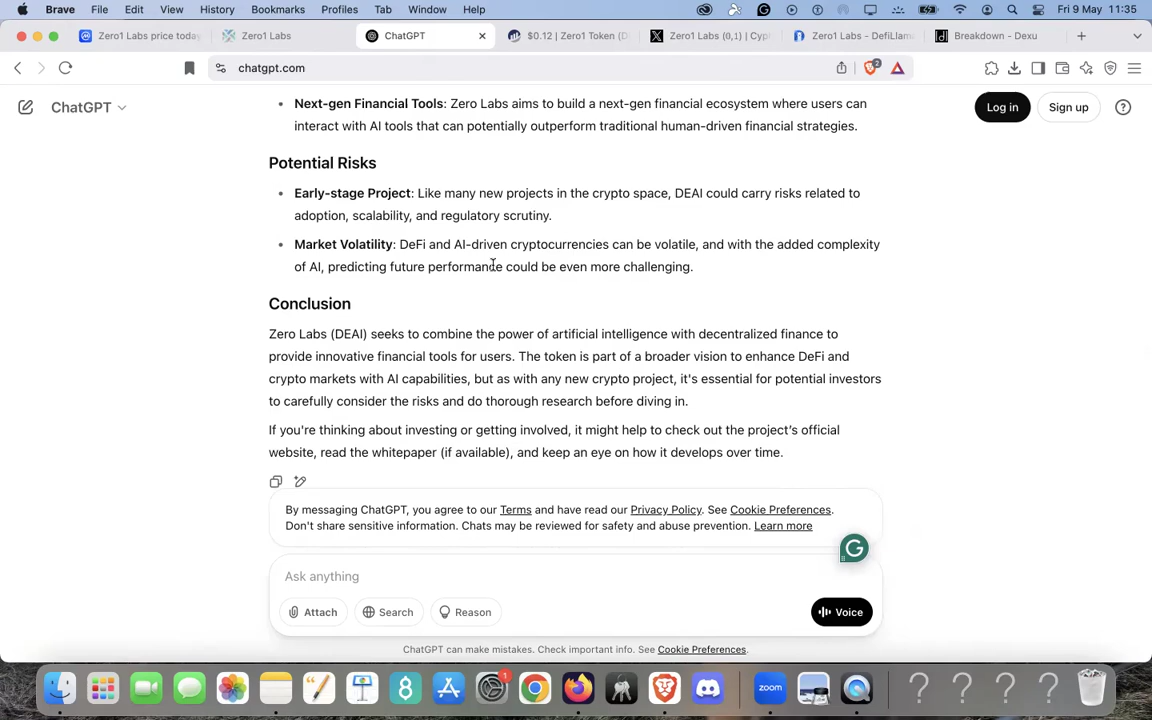 Brave File Edit View History Bookmarks Profiles Tab Window Help Fri 9 May 11:35
Zero1 Labs price today
Zero1 Labs
ChatGPT
$0.12 | Zero1 Token (D
Zero1 Labs (0,1) | Cyp
Zero1 Labs - DefiLlam
Breakdown - Dexu
chatgpt.com
2
ChatGPT
Log in
Sign up
Next-gen Financial Tools: Zero Labs aims to build a next-gen financial ecosystem where users can
interact with AI tools that can potentially outperform traditional human-driven financial strategies.
Potential Risks
Early-stage Project: Like many new projects in the crypto space, DEAI could carry risks related to
adoption, scalability, and regulatory scrutiny.
Market Volatility: DeFi and AI-driven cryptocurrencies can be volatile, and with the added complexity
of AI, predicting future performance could be even more challenging.
Conclusion
Zero Labs (DEAI) seeks to combine the power of artificial intelligence with decentralized finance to
provide innovative financial tools for users. The token is part of a broader vision to enhance DeFi and
crypto markets with AI capabilities, but as with any new crypto project, it's essential for potential investors
to carefully consider the risks and do thorough research before diving in.
If you're thinking about investing or getting involved, it might help to check out the project's official
website, read the whitepaper (if available), and keep an eye on how it develops over time.
By messaging ChatGPT, you agree to our Terms and have read our Privacy Policy. See Cookie Preferences.
Don't share sensitive information. Chats may be reviewed for safety and abuse prevention. Learn more
Ask anything
Attach
Search
Reason
Voice
ChatGPT can make mistakes. Check important info. See Cookie Preferences.
8
1
zoom